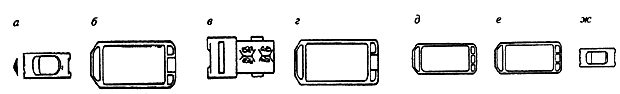 а б в г д е ж